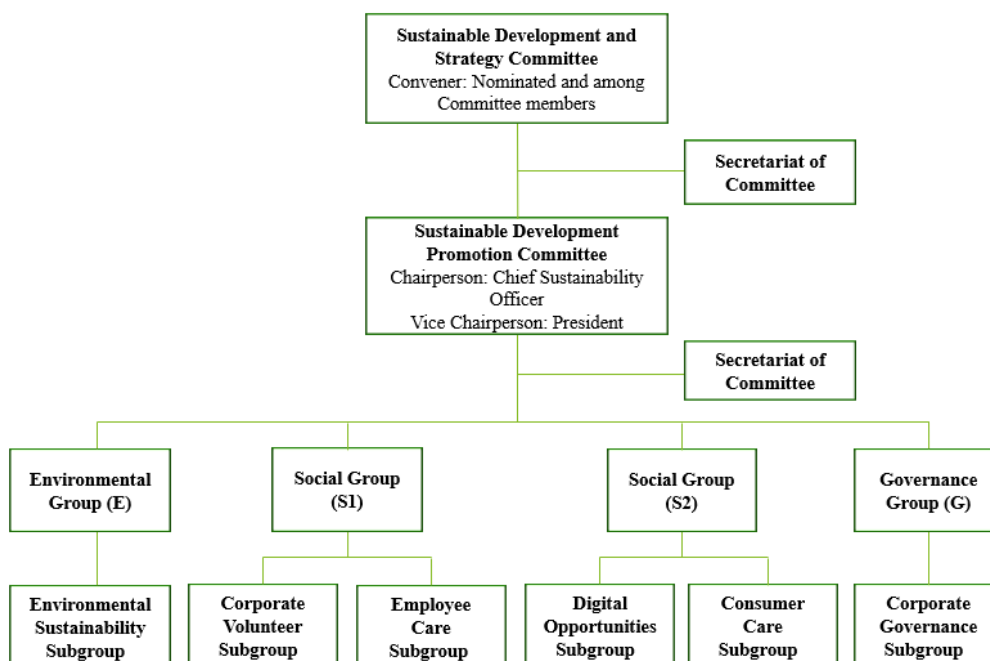 Sustainable Development and
Strategy Committee
Convener: Nominated and among
Committee members
Secretariat of
Committee
Sustainable Development
Promotion Committee
Chairperson: Chief Sustainability
Officer
Vice Chairperson: President
Secretariat of
Committee
Environmental
Group (E)
Social Group
(S1)
Social Group
(S2)
Governance
Group (G)
Environmental
Sustainability
Subgroup
Corporate
Volunteer
Subgroup
Employee
Care
Subgroup
Digital
Opportunities
Subgroup
Consumer
Care
Subgroup
Corporate
Governance
Subgroup